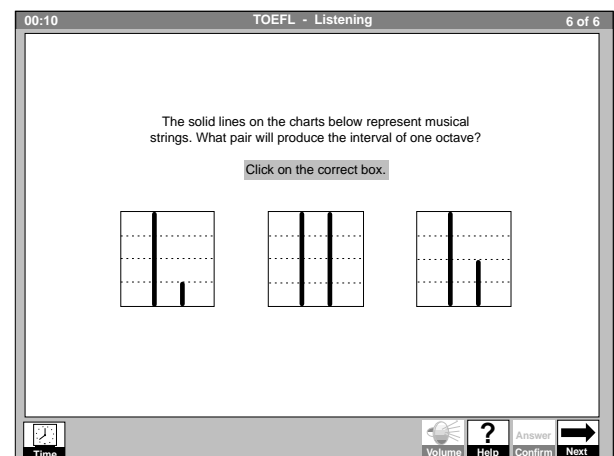 00:10 TOEFL - Listening 6 of 6
The solid lines on the charts below represent musical
strings. What pair will produce the interval of one octave?
Click on the correct box.
?
Answer
Time Volume Help Confirm Next